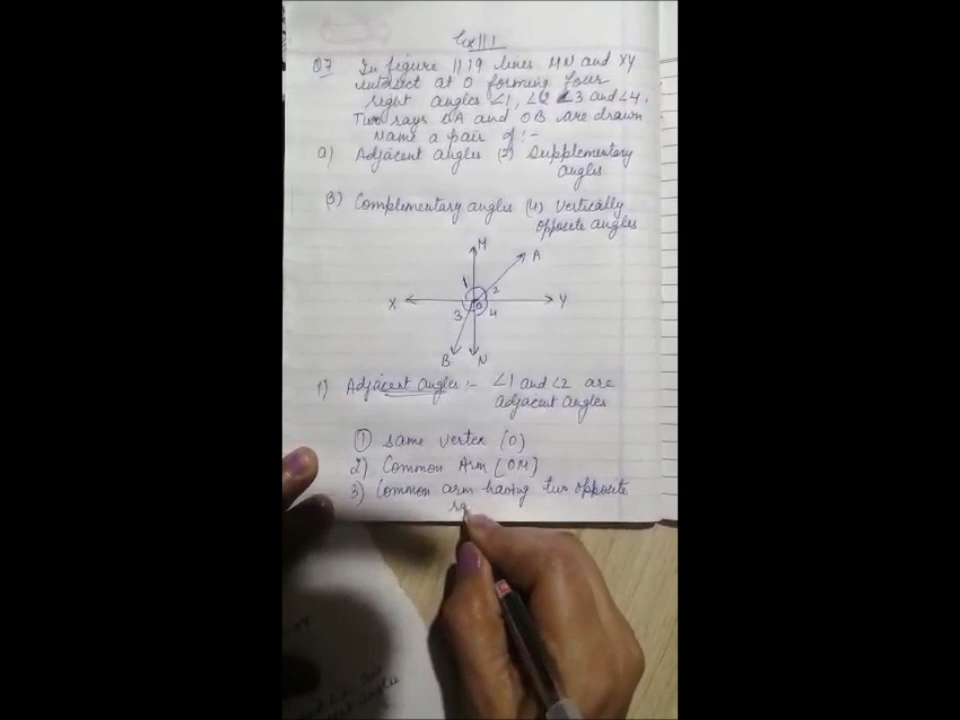 Ex 11.1
Q7 In figure 11.19 lines MN and XY
intersect at O forming four
right angles ∠1, ∠2 ∠3 and ∠4.
Two rays OA and OB are drawn
Name a pair of :-
a) Adjacent angles (2) Supplementary
angles
(3) Complementary angles (4) Vertically
opposite angles
M
A
1
2
X
O
Y
3
4
B
N
1) Adjacent angles :- ∠1 and ∠2 are
adjacent angles
① same vertex (O)
2) Common Arm (OM)
3) Common arm having two opposite